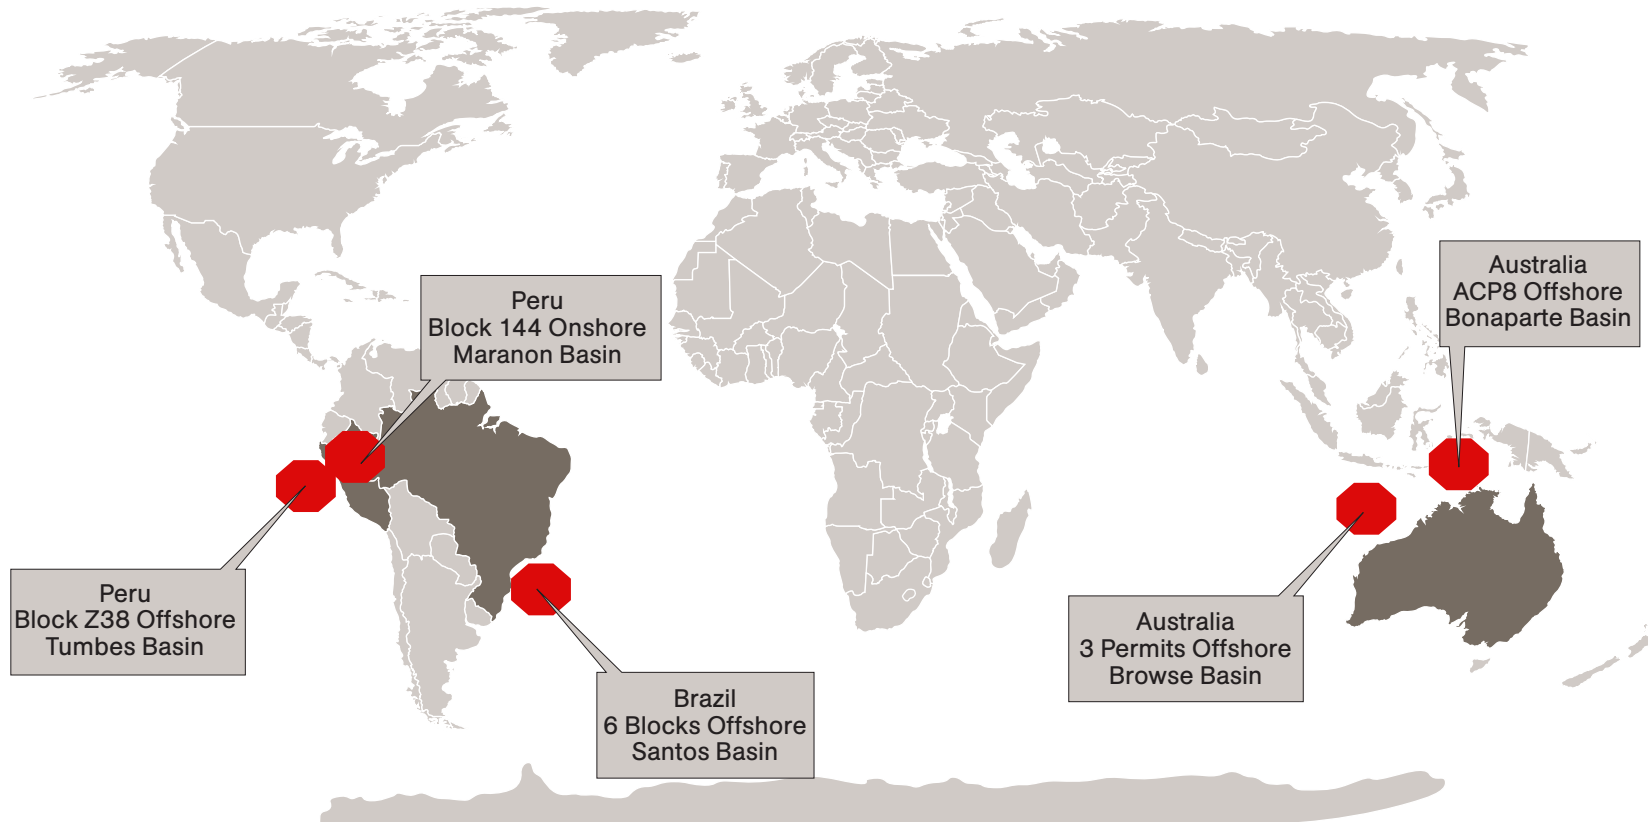 Peru
Block 144 Onshore
Maranon Basin
Australia
ACP8 Offshore
Bonaparte Basin
Peru
Block Z38 Offshore
Tumbes Basin
Brazil
6 Blocks Offshore
Santos Basin
Australia
3 Permits Offshore
Browse Basin